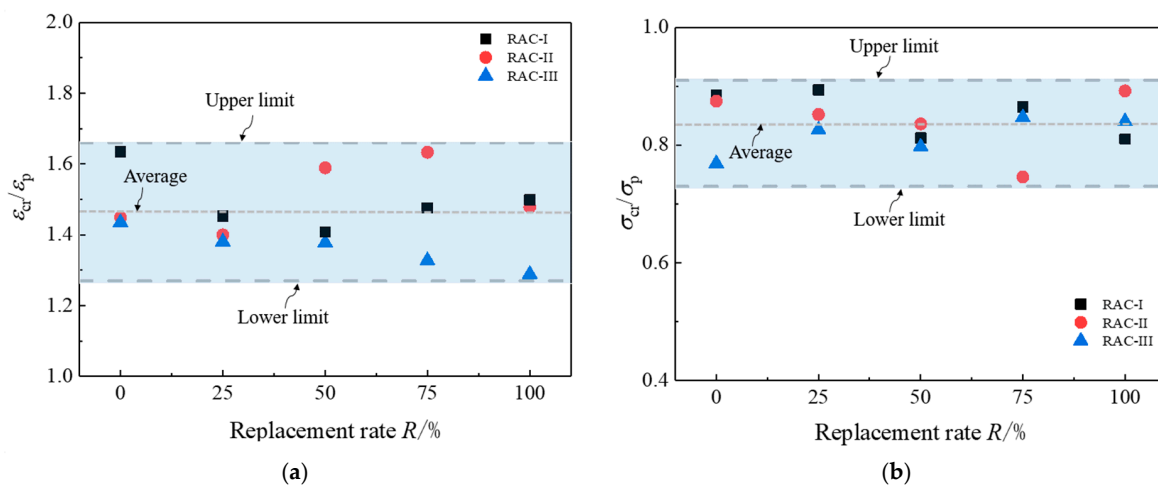 2.0
1.8
1.6
1.4
1.2
1.0
εcr/εp
RAC-I
RAC-II
RAC-III
Upper limit
Average
Lower limit
0 25 50 75 100
Replacement rate R/%
(a)
1.0
0.8
0.6
0.4
σcr/σp
Upper limit
Average
Lower limit
RAC-I
RAC-II
RAC-III
0 25 50 75 100
Replacement rate R/%
(b)